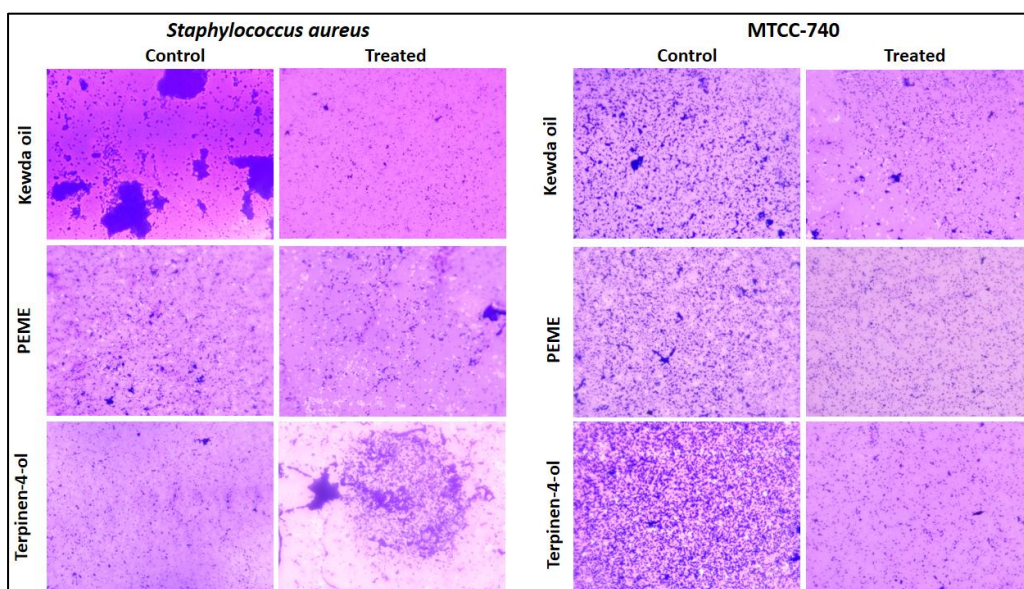 Staphylococcus aureus
MTCC-740
Control
Treated
Control
Treated
Kewda oil
Kewda oil
PEME
PEME
Terpinen-4-ol
Terpinen-4-ol